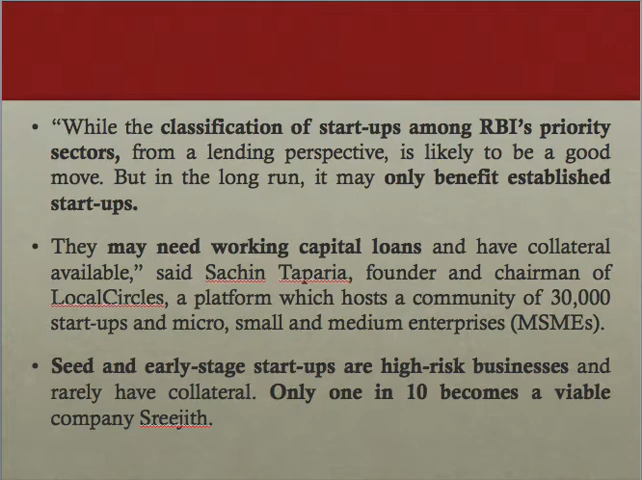 • “While the classification of start-ups among RBI’s priority
sectors, from a lending perspective, is likely to be a good
move. But in the long run, it may only benefit established
start-ups.
• They may need working capital loans and have collateral
available,” said Sachin Taparia, founder and chairman of
LocalCircles, a platform which hosts a community of 30,000
start-ups and micro, small and medium enterprises (MSMEs).
• Seed and early-stage start-ups are high-risk businesses and
rarely have collateral. Only one in 10 becomes a viable
company Sreejith.